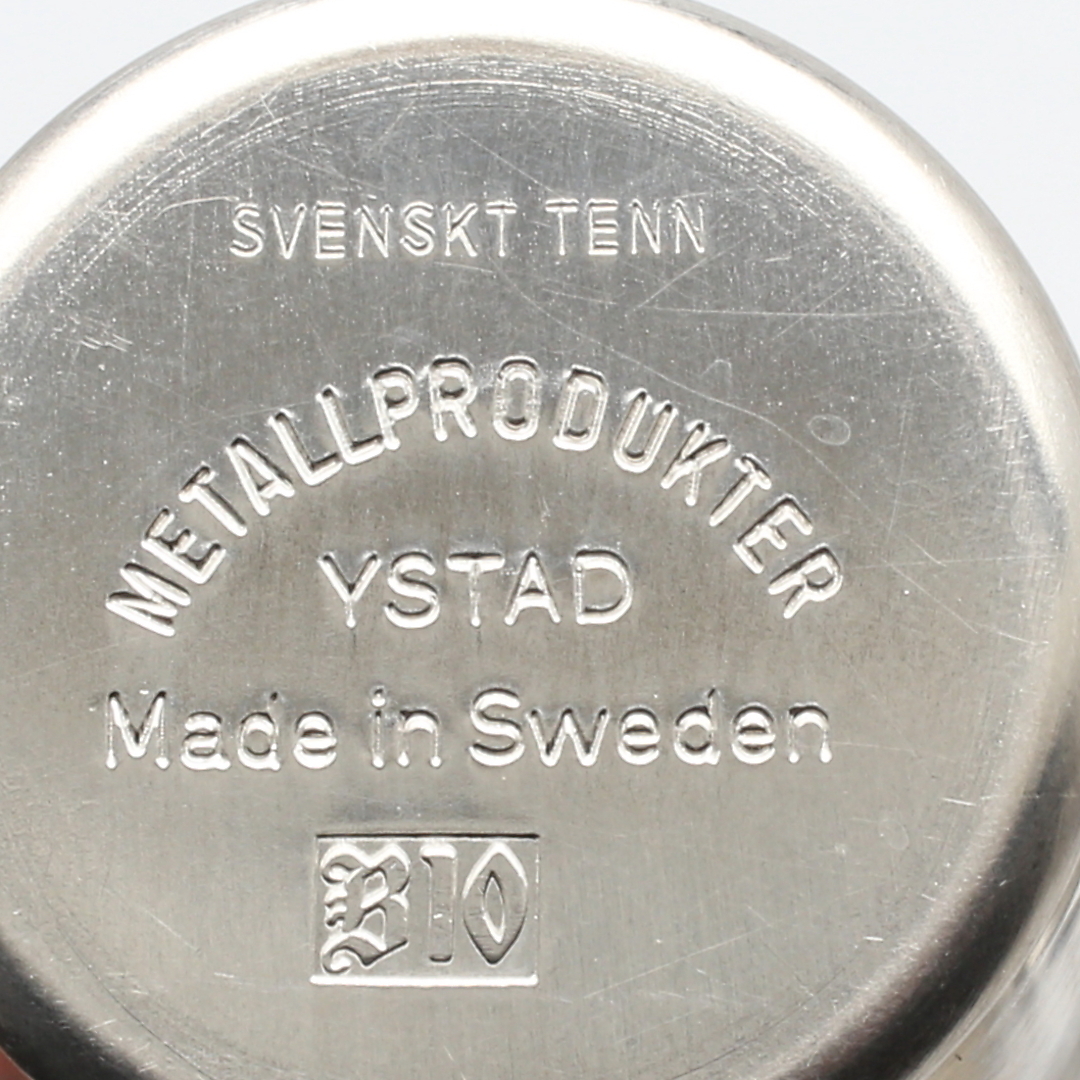 SVENSKT TENN
METALLPRODUKTER
YSTAD
Made in Sweden
B10